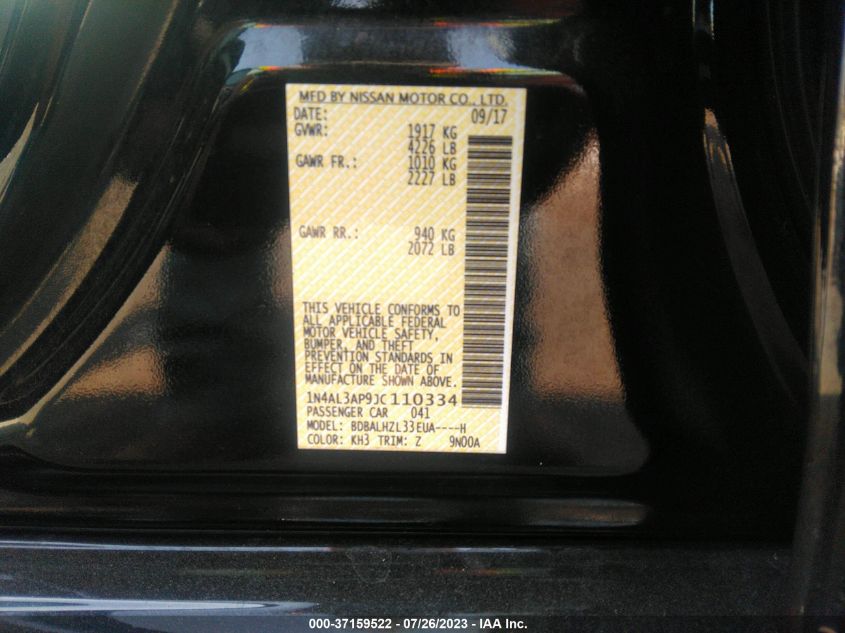 MFD BY NISSAN MOTOR CO., LTD.
DATE: 09/17
GVWR: 1917 KG
4226 LB
GAWR FR.: 1010 KG
2227 LB
GAWR RR.: 940 KG
2072 LB
THIS VEHICLE CONFORMS TO
ALL APPLICABLE FEDERAL
MOTOR VEHICLE SAFETY,
BUMPER, AND THEFT
PREVENTION STANDARDS IN
EFFECT ON THE DATE OF
MANUFACTURE SHOWN ABOVE.
1N4AL3AP9JC110334
PASSENGER CAR 041
MODEL: BDBALHZL33EUA----H
COLOR: KH3 TRIM: Z 9N00A
000-37159522 - 07/26/2023 - © IAA Inc.